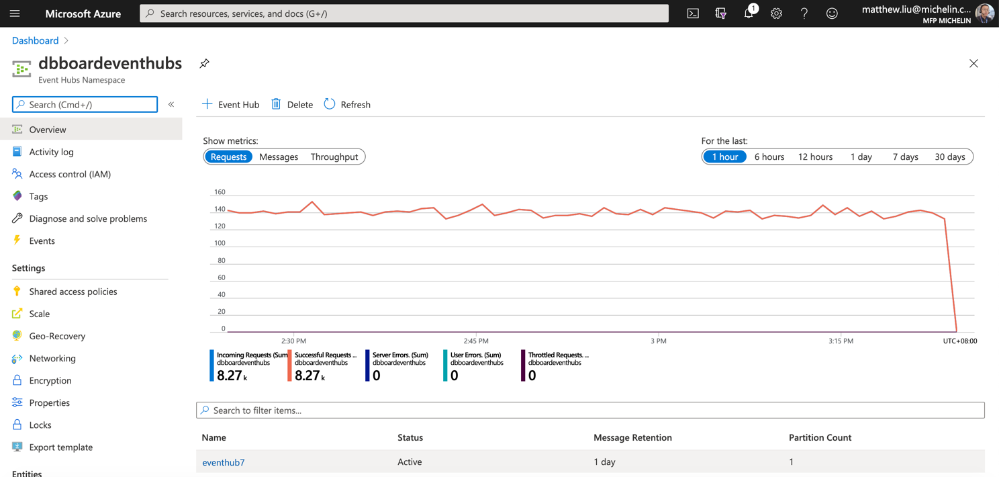 Microsoft Azure
Search resources, services, and docs (G+/)
1
matthew.liu@michelin.c...
MFP MICHELIN
Dashboard
dbboardeventhubs
Event Hubs Namespace
Search (Cmd+/)
«
Event Hub
Delete
Refresh
Overview
Activity log
Access control (IAM)
Tags
Diagnose and solve problems
Events
Settings
Shared access policies
Scale
Geo-Recovery
Networking
Encryption
Properties
Locks
Export template
Entities
Show metrics:
Requests Messages Throughput
For the last:
1 hour 6 hours 12 hours 1 day 7 days 30 days
160
140
120
100
80
60
40
20
0
2:30 PM 2:45 PM 3 PM 3:15 PM UTC+08:00
Incoming Requests (Sum
dbboardeventhubs
8.27 k
Successful Requests ...
dbboardeventhubs
8.27 k
Server Errors. (Sum)
dbboardeventhubs
0
User Errors. (Sum)
dbboardeventhubs
0
Throttled Requests. ...
dbboardeventhubs
0
Search to filter items...
Name Status Message Retention Partition Count
eventhub7 Active 1 day 1